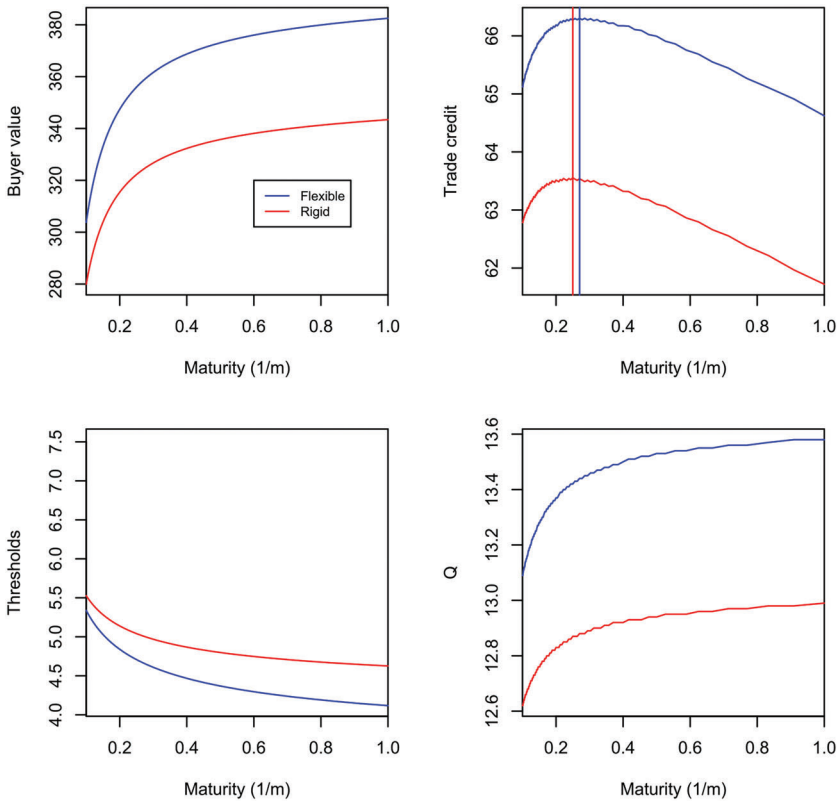 Buyer value
280 300 320 340 360 380
Flexible
Rigid
0.2 0.4 0.6 0.8 1.0
Maturity (1/m)
Trade credit
62 63 64 65 66
0.2 0.4 0.6 0.8 1.0
Maturity (1/m)
Thresholds
4.0 4.5 5.0 5.5 6.0 6.5 7.0 7.5
0.2 0.4 0.6 0.8 1.0
Maturity (1/m)
Q
12.6 12.8 13.0 13.2 13.4 13.6
0.2 0.4 0.6 0.8 1.0
Maturity (1/m)